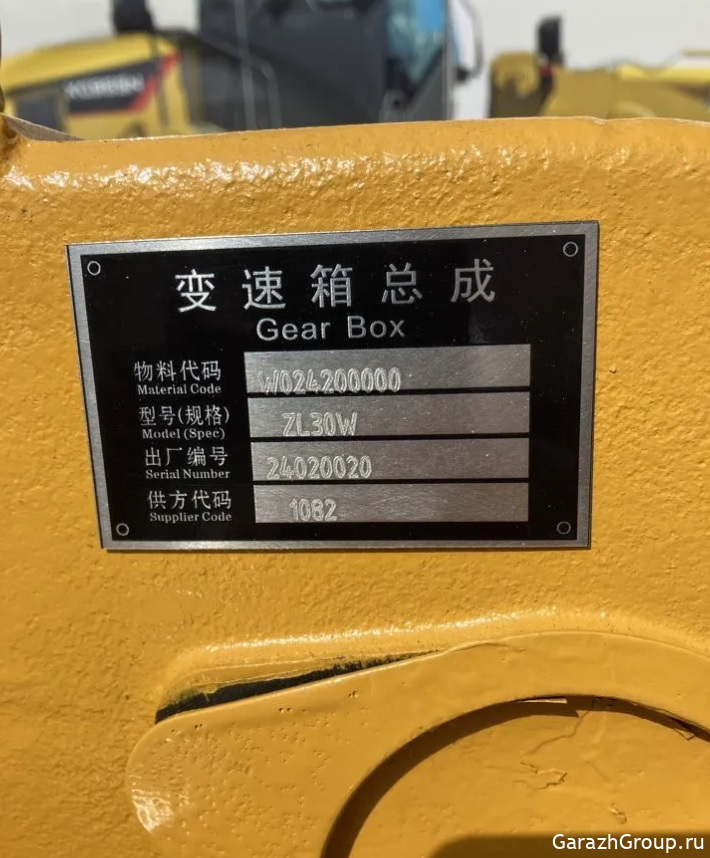 变速箱总成
Gear Box
物料代码 W024200000
Material Code
型号(规格) ZL30W
Model (Spec)
出厂编号 24020020
Serial Number
供方代码 1082
Supplier Code
GarazhGroup.ru